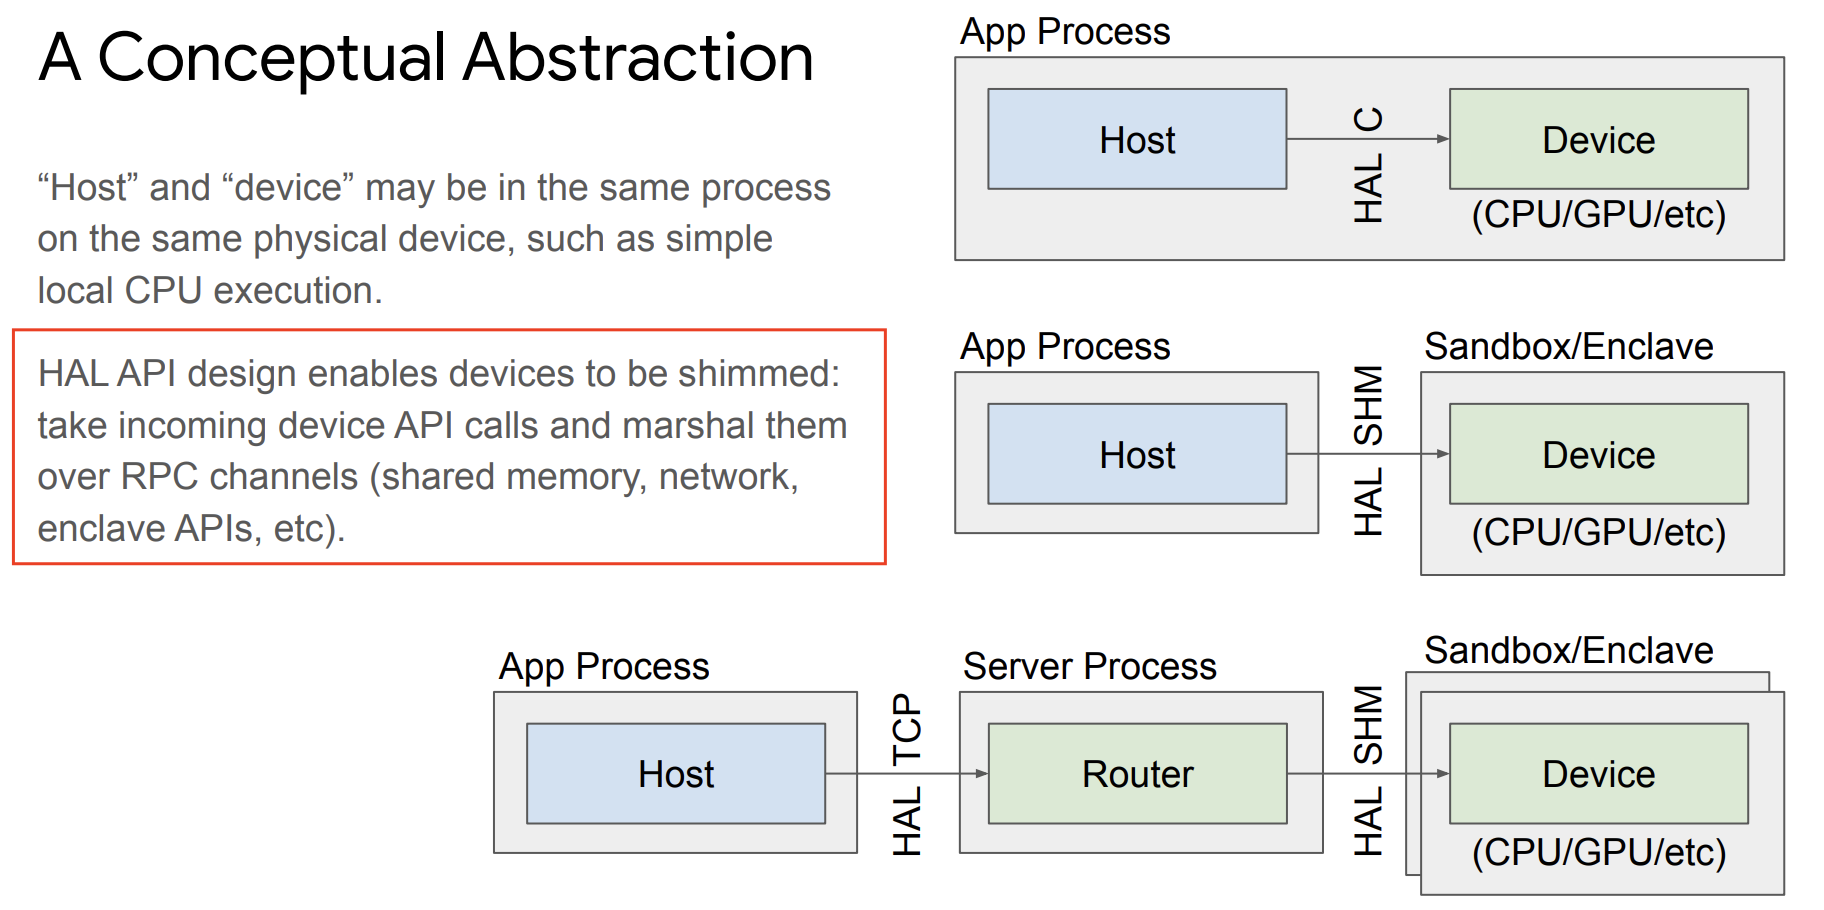 A Conceptual Abstraction
“Host” and “device” may be in the same process
on the same physical device, such as simple
local CPU execution.
HAL API design enables devices to be shimmed:
take incoming device API calls and marshal them
over RPC channels (shared memory, network,
enclave APIs, etc).
App Process
Host
HAL C
Device
(CPU/GPU/etc)
App Process
Host
HAL SHM
Sandbox/Enclave
Device
(CPU/GPU/etc)
App Process
Host
HAL TCP
Server Process
Router
HAL SHM
Sandbox/Enclave
Device
(CPU/GPU/etc)